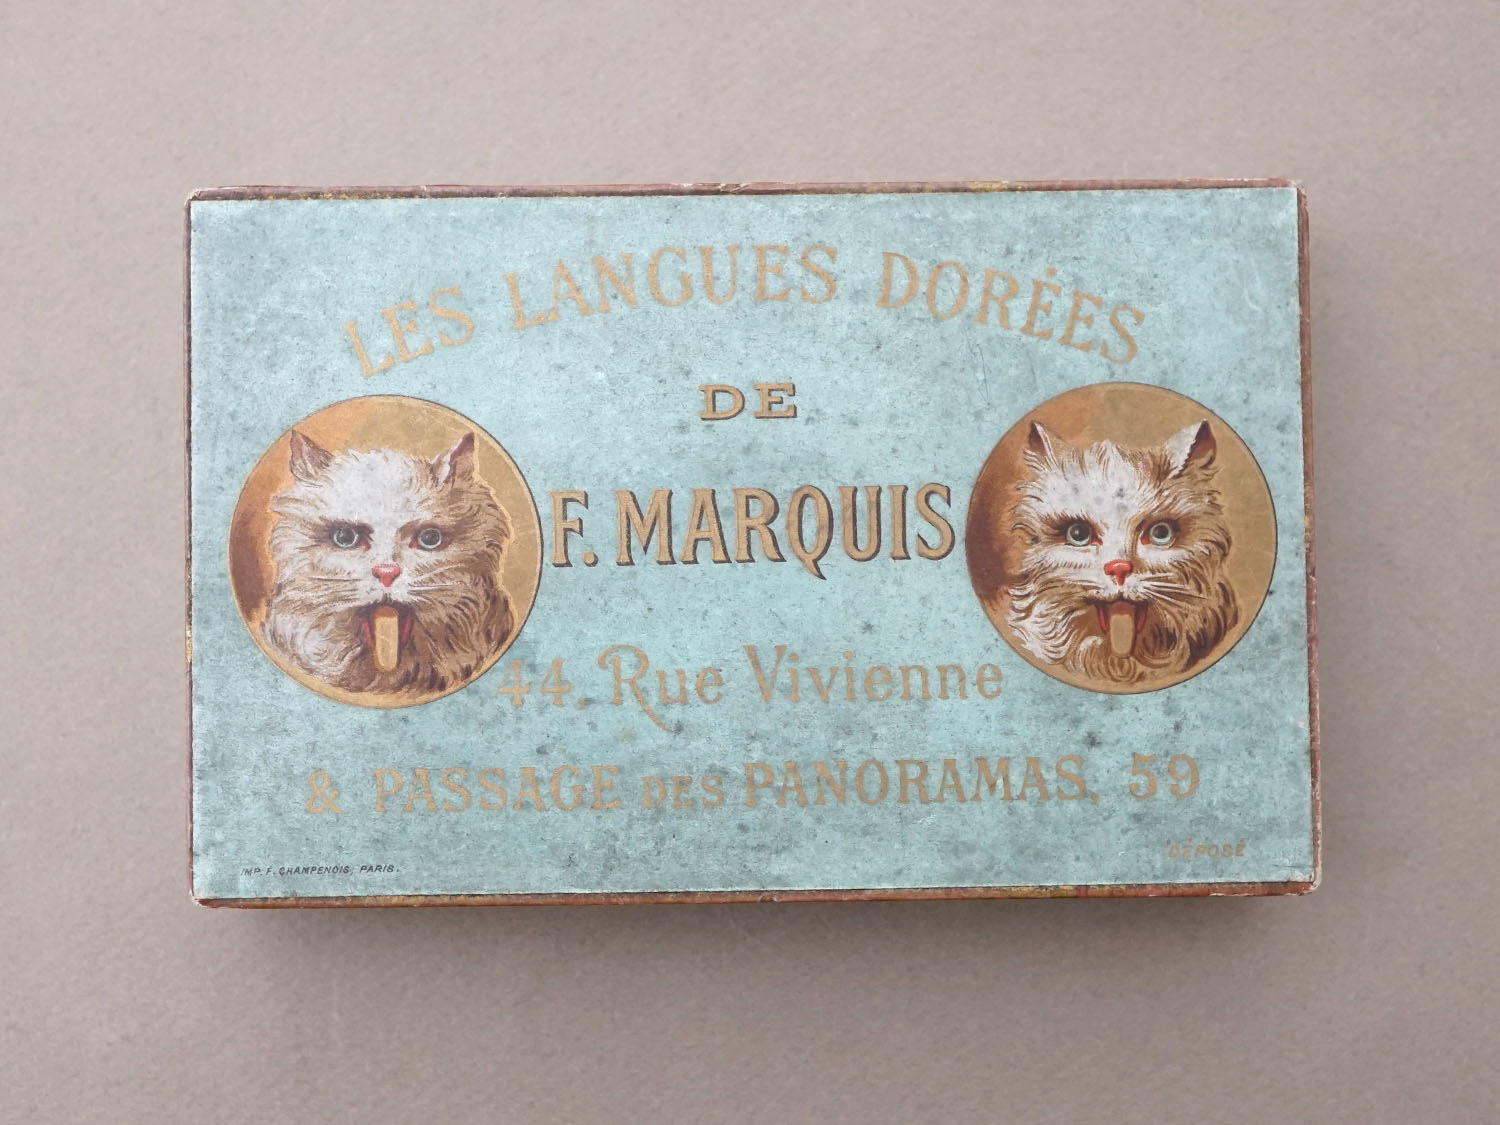 LES LANGUES DORÉES
DE
F. MARQUIS
44, Rue Vivienne
& PASSAGE DES PANORAMAS, 59
DÉPOSÉ
IMP. F. CHAMPENOIS, PARIS.